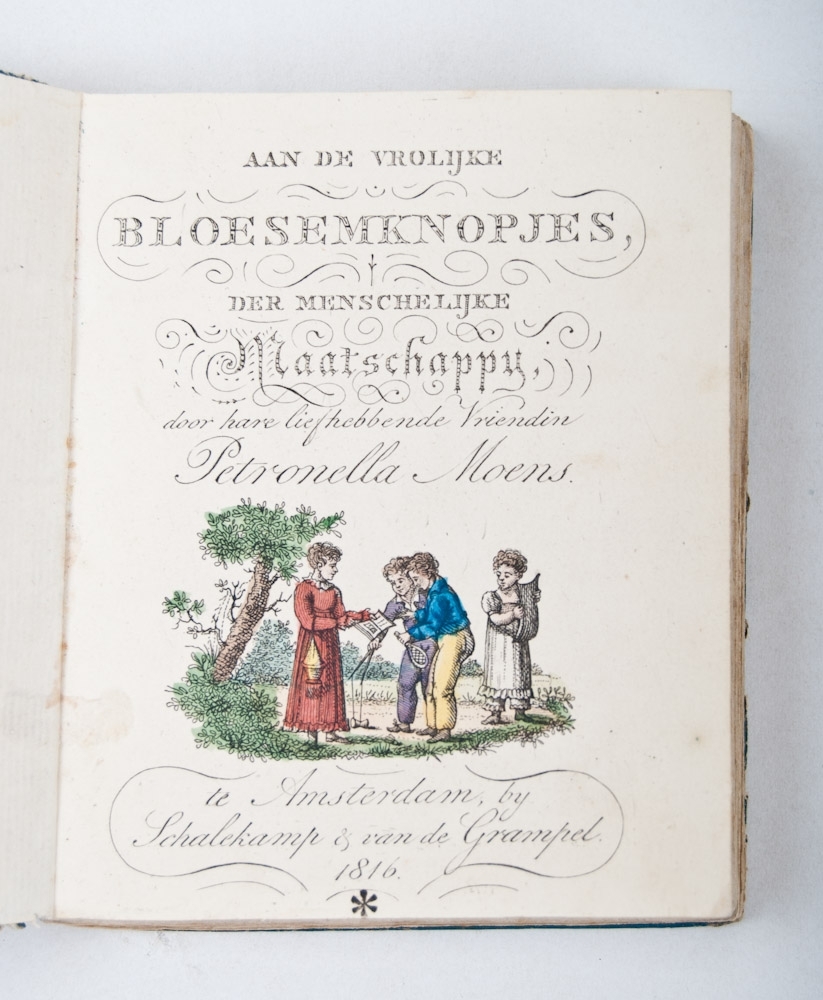 AAN DE VROLIJKE
BLOESEMKNOPJES,
DER MENSCHELIJKE
Maatschappy,
door hare liefhebbende Vriendin
Petronella Moens.
te Amsterdam, by
Schalekamp & van de Grampel.
1816.
*